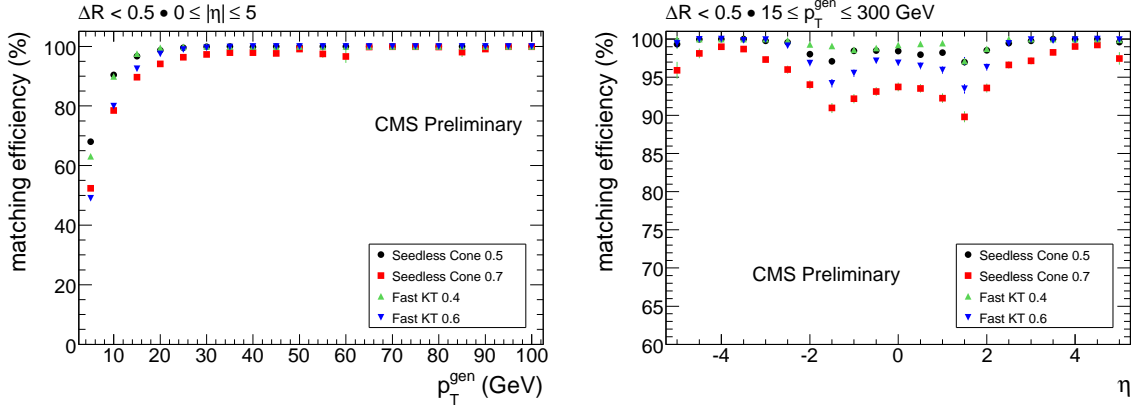 ΔR < 0.5 • 0 ≤ |η| ≤ 5
matching efficiency (%)
100
80
60
40
20
0
CMS Preliminary
Seedless Cone 0.5
Seedless Cone 0.7
Fast KT 0.4
Fast KT 0.6
10 20 30 40 50 60 70 80 90 100
p_T^gen (GeV)
ΔR < 0.5 • 15 ≤ p_T^gen ≤ 300 GeV
matching efficiency (%)
100
95
90
85
80
75
70
65
60
CMS Preliminary
Seedless Cone 0.5
Seedless Cone 0.7
Fast KT 0.4
Fast KT 0.6
-4 -2 0 2 4
η